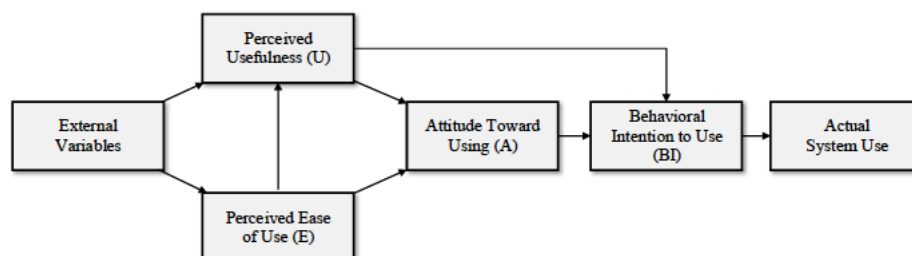 Perceived
Usefulness (U)
External
Variables
Attitude Toward
Using (A)
Behavioral
Intention to Use
(BI)
Actual
System Use
Perceived Ease
of Use (E)